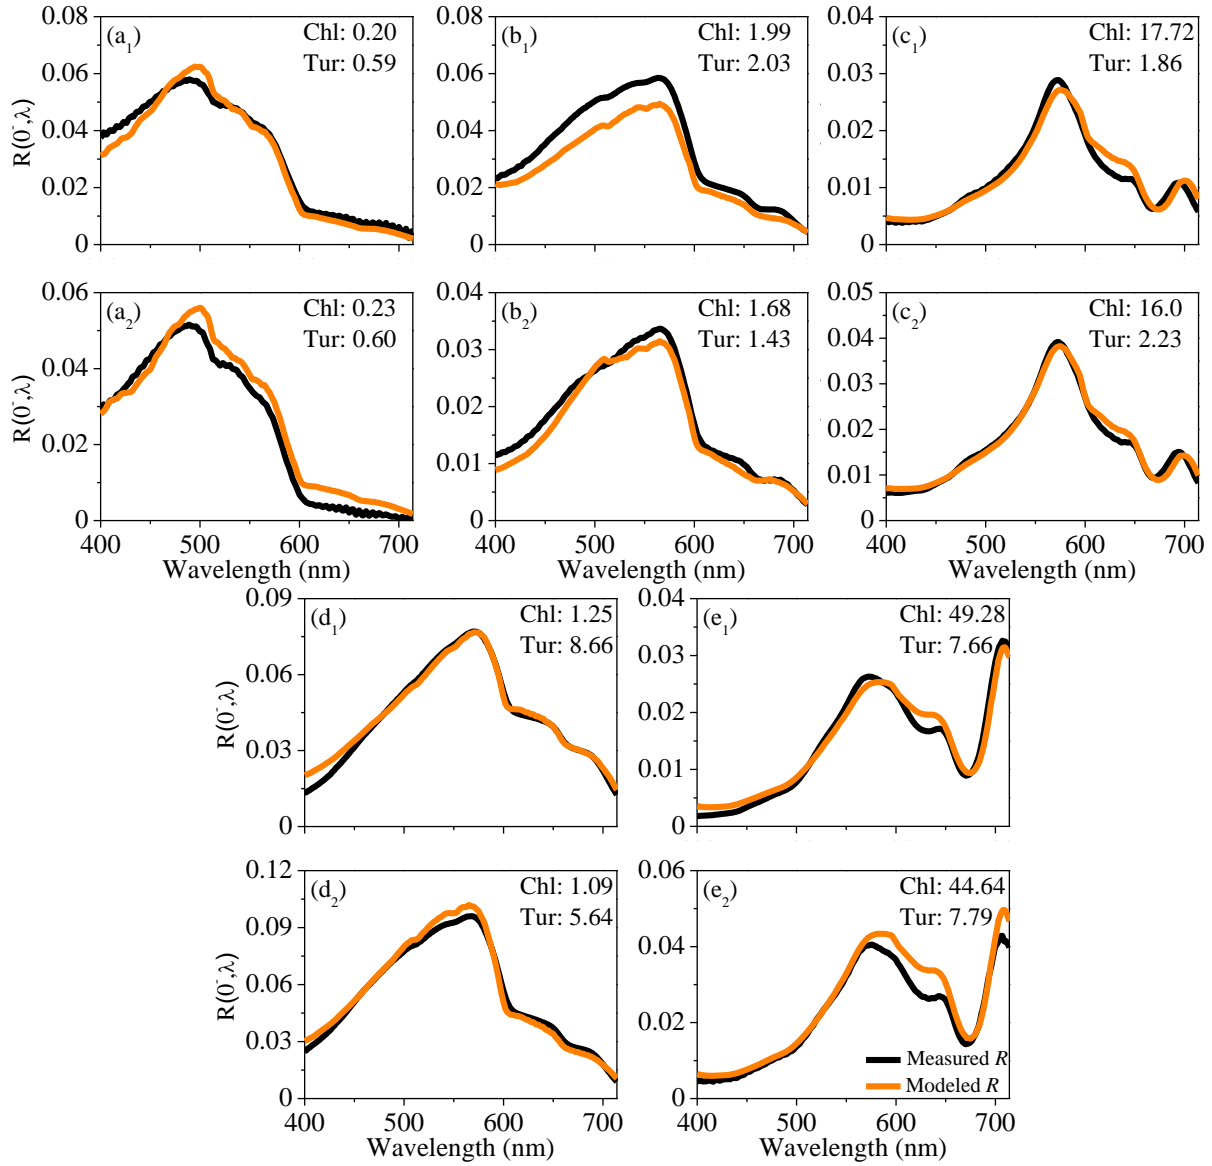 (a1) Chl: 0.20
Tur: 0.59
0.08
0.06
0.04
0.02
0
R(0-,λ)
(b1) Chl: 1.99
Tur: 2.03
0.08
0.06
0.04
0.02
0
(c1) Chl: 17.72
Tur: 1.86
0.04
0.03
0.02
0.01
0
(a2) Chl: 0.23
Tur: 0.60
0.06
0.04
0.02
0
R(0-,λ)
400 500 600 700
Wavelength (nm)
(b2) Chl: 1.68
Tur: 1.43
0.04
0.03
0.02
0.01
0
400 500 600 700
Wavelength (nm)
(c2) Chl: 16.0
Tur: 2.23
0.05
0.04
0.03
0.02
0.01
0
400 500 600 700
Wavelength (nm)
(d1) Chl: 1.25
Tur: 8.66
0.09
0.06
0.03
0
R(0-,λ)
(e1) Chl: 49.28
Tur: 7.66
0.04
0.03
0.02
0.01
0
(d2) Chl: 1.09
Tur: 5.64
0.12
0.09
0.06
0.03
0
R(0-,λ)
400 500 600 700
Wavelength (nm)
(e2) Chl: 44.64
Tur: 7.79
0.06
0.04
0.02
0
Measured R
Modeled R
400 500 600 700
Wavelength (nm)